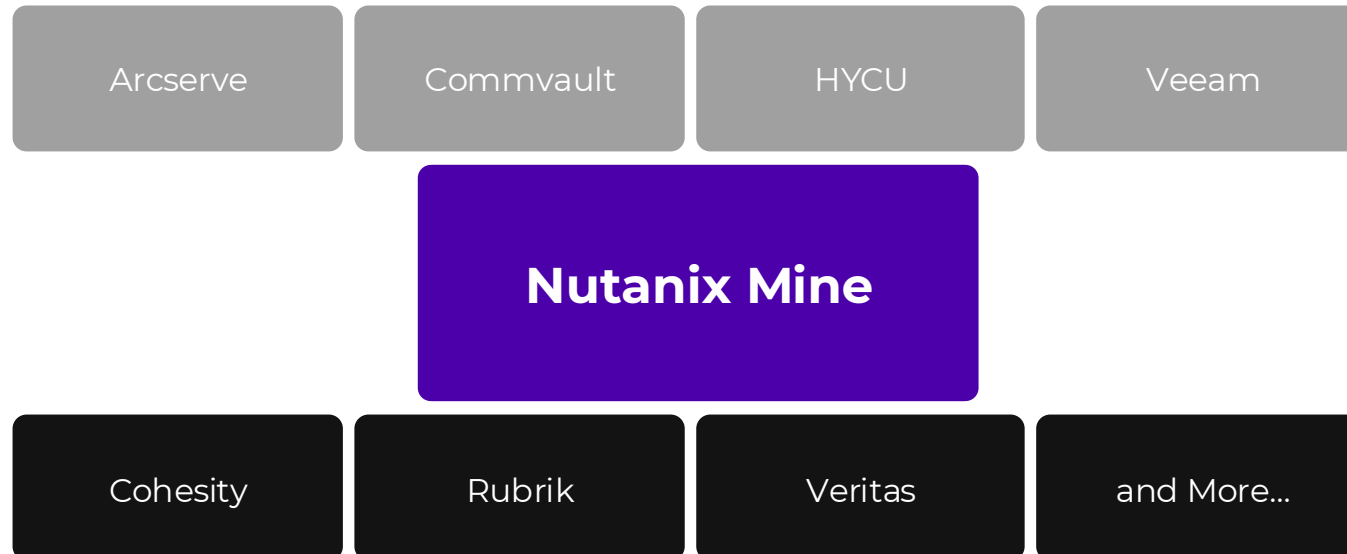 Arcserve
Commvault
HYCU
Veeam
Nutanix Mine
Cohesity
Rubrik
Veritas
and More...